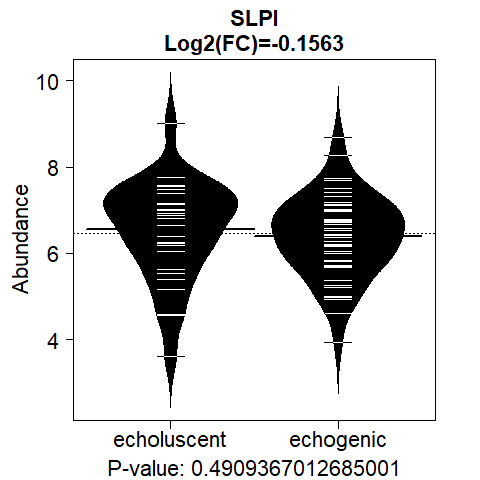 SLPI
Log2(FC)=-0.1563
10
8
6
4
Abundance
echoluscent echogenic
P-value: 0.4909367012685001